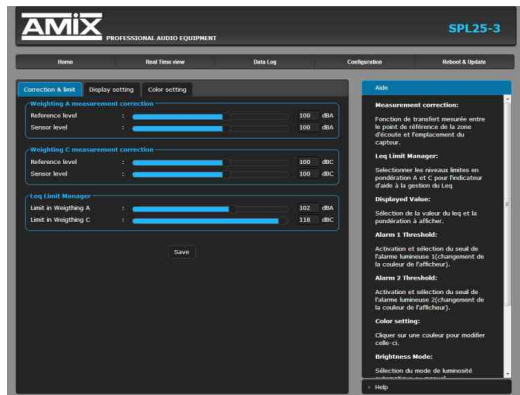 AMIX
PROFESSIONAL AUDIO EQUIPMENT
SPL25-3
Home
Real Time view
Data Log
Configuration
Reboot & Update
Correction & limit
Display setting
Color setting
Weighting A measurement correction
Reference level : 100 dBA
Sensor level : 100 dBA
Weighting C measurement correction
Reference level : 100 dBC
Sensor level : 100 dBC
Leq Limit Manager
Limit in Weigthing A : 102 dBA
Limit in Weigthing C : 118 dBC
Save
Aide
Measurement correction:
Fonction de transfert mesurée entre
le point de référence de la zone
d'écoute et l'emplacement du
capteur.
Leq Limit Manager:
Selectionner les niveaux limites en
pondération A et C pour l'indicateur
d'aide à la gestion du Leq
Displayed Value:
Sélection de la valeur du leq et la
pondération à afficher.
Alarm 1 Threshold:
Activation et sélection du seuil de
l'alarme lumineuse 1(changement de
la couleur de l'afficheur).
Alarm 2 Threshold:
Activation et sélection du seuil de
l'alarme lumineuse 2(changement de
la couleur de l'afficheur).
Color setting:
Cliquer sur une couleur pour modifier
celle-ci.
Brightness Mode:
Sélection du mode de luminosité
Help